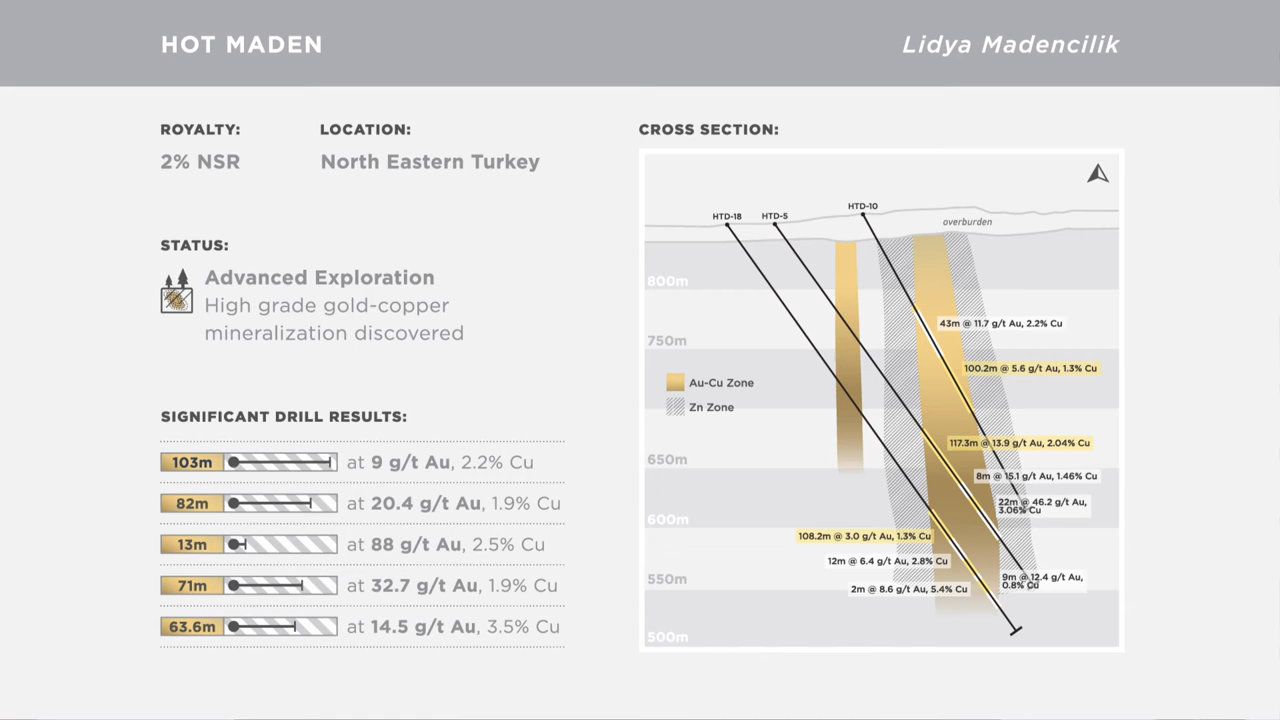 HOT MADEN
Lidya Madencilik
ROYALTY:
2% NSR
LOCATION:
North Eastern Turkey
STATUS:
Advanced Exploration
High grade gold-copper
mineralization discovered
SIGNIFICANT DRILL RESULTS:
103m at 9 g/t Au, 2.2% Cu
82m at 20.4 g/t Au, 1.9% Cu
13m at 88 g/t Au, 2.5% Cu
71m at 32.7 g/t Au, 1.9% Cu
63.6m at 14.5 g/t Au, 3.5% Cu
CROSS SECTION:
HTD-18
HTD-5
HTD-10
overburden
800m
43m @ 11.7 g/t Au, 2.2% Cu
750m
100.2m @ 5.6 g/t Au, 1.3% Cu
Au-Cu Zone
Zn Zone
117.3m @ 13.9 g/t Au, 2.04% Cu
650m
8m @ 15.1 g/t Au, 1.46% Cu
22m @ 46.2 g/t Au,
3.06% Cu
600m
108.2m @ 3.0 g/t Au, 1.3% Cu
12m @ 6.4 g/t Au, 2.8% Cu
550m
9m @ 12.4 g/t Au,
0.8% Cu
2m @ 8.6 g/t Au, 5.4% Cu
500m